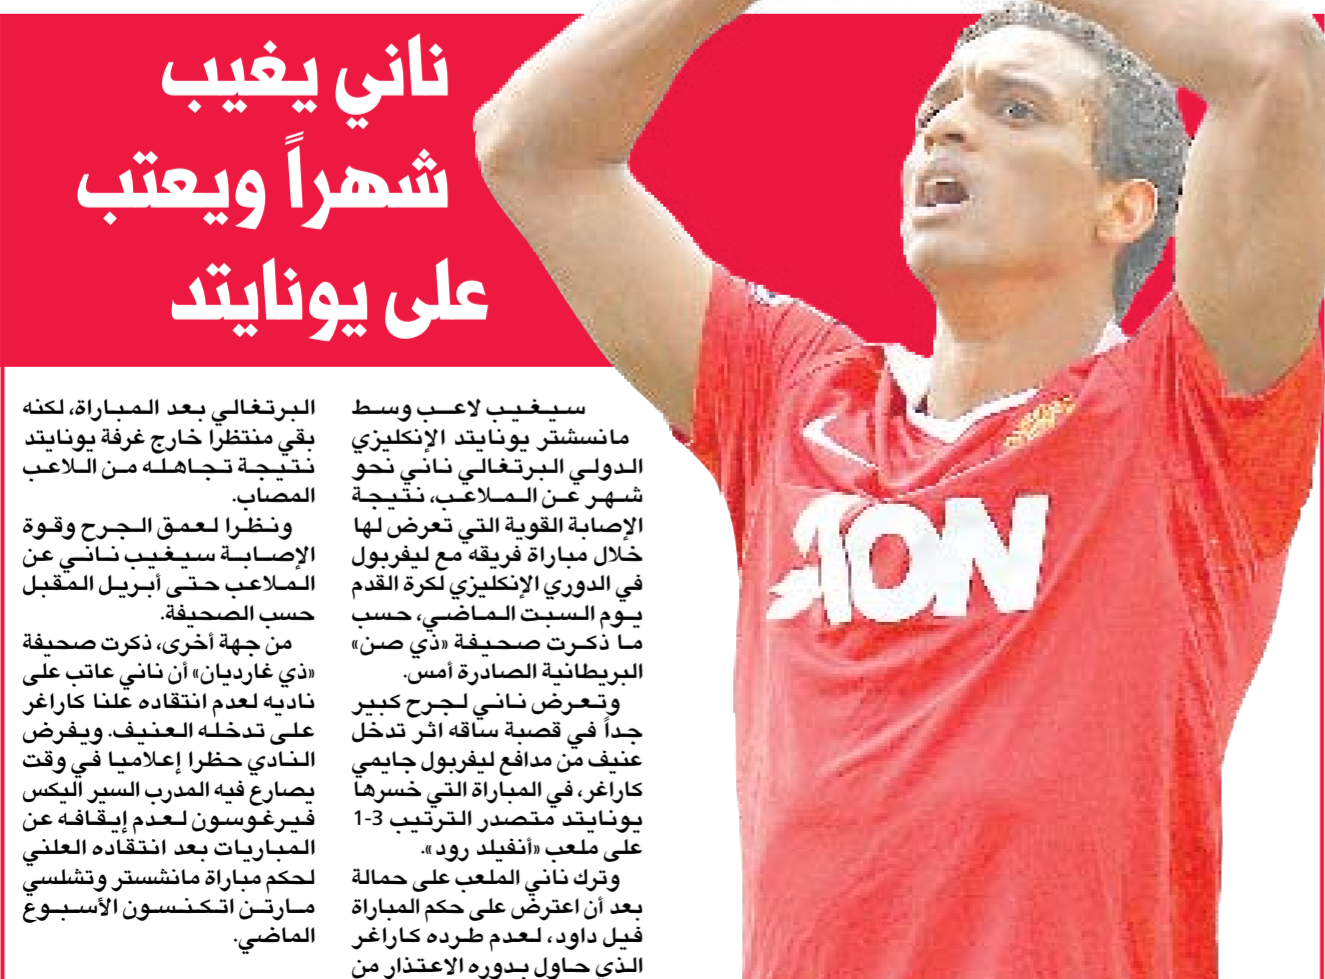 ناني يغيب
شهراً ويعتب
على يونايتد
سيغيب لاعب وسط
مانسشتر يونايتد الإنكليزي
الدولي البرتغالي ناني نحو
شهر عن الملاعب، نتيجة
الإصابة القوية التي تعرض لها
خلال مباراة فريقه مع ليفربول
في الدوري الإنكليزي لكرة القدم
يوم السبت الماضي، حسب
ما ذكرت صحيفة «ذي صن»
البريطانية الصادرة أمس.
وتعرض ناني لجرح كبير
جداً في قصبة ساقه اثر تدخل
عنيف من مدافع ليفربول جايمي
كاراغر، في المباراة التي خسرها
يونايتد متصدر الترتيب 3-1
على ملعب «أنفيلد رود».
وترك ناني الملعب على حمالة
بعد أن اعترض على حكم المباراة
فيل داود، لعدم طرده كاراغر
الذي حاول بدوره الاعتذار من
البرتغالي بعد المباراة، لكنه
بقي منتظرا خارج غرفة يونايتد
نتيجة تجاهله من اللاعب
المصاب.
ونظرا لعمق الجرح وقوة
الإصابة سيغيب ناني عن
الملاعب حتى أبريل المقبل
حسب الصحيفة.
من جهة أخرى، ذكرت صحيفة
«ذي غارديان» أن ناني عاتب على
ناديه لعدم انتقاده علنا كاراغر
على تدخله العنيف. ويفرض
النادي حظرا إعلاميا في وقت
يصارع فيه المدرب السير اليكس
فيرغوسون لعدم إيقافه عن
المباريات بعد انتقاده العلني
لحكم مباراة مانشستر وتشلسي
مارتن اتكنسون الأسبوع
الماضي.
AON